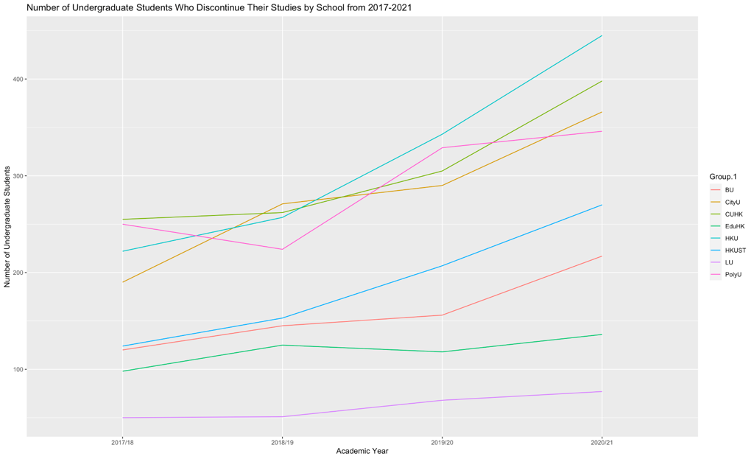 Number of Undergraduate Students Who Discontinue Their Studies by School from 2017-2021
Number of Undergraduate Students
400
300
200
100
2017/18
2018/19
2019/20
2020/21
Academic Year
Group.1
BU
CityU
CUHK
EduHK
HKU
HKUST
LU
PolyU